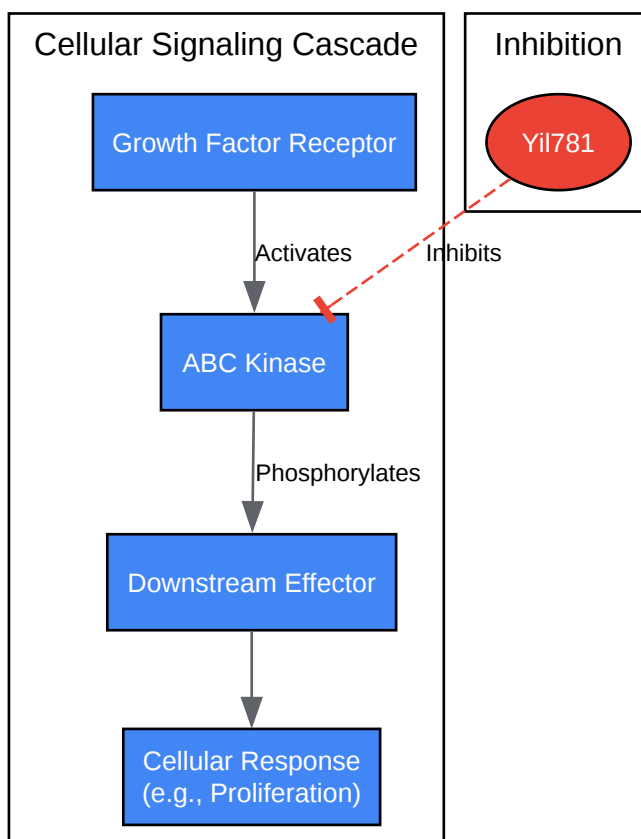 Cellular Signaling Cascade
Inhibition
Growth Factor Receptor
Yil781
Activates
Inhibits
ABC Kinase
Phosphorylates
Downstream Effector
Cellular Response
(e.g., Proliferation)